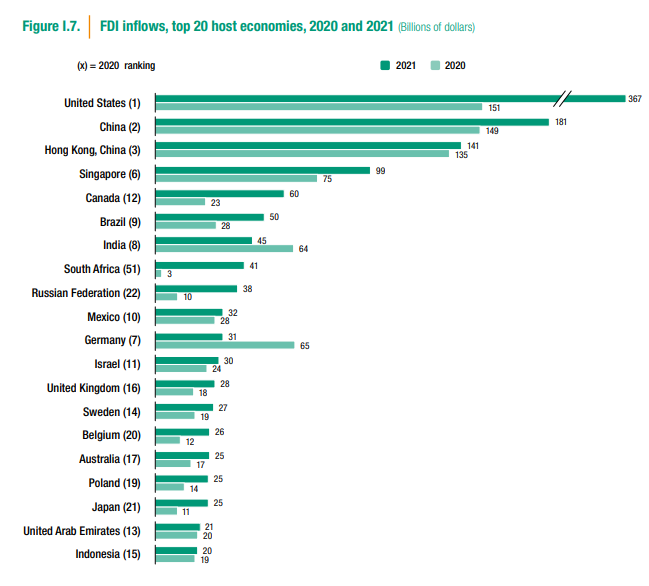 Figure I.7. FDI inflows, top 20 host economies, 2020 and 2021 (Billions of dollars)
(x) = 2020 ranking 2021 2020
United States (1) 367
151
China (2) 181
149
Hong Kong, China (3) 141
135
Singapore (6) 99
75
Canada (12) 60
23
Brazil (9) 50
28
India (8) 45
64
South Africa (51) 41
3
Russian Federation (22) 38
10
Mexico (10) 32
28
Germany (7) 31
65
Israel (11) 30
24
United Kingdom (16) 28
18
Sweden (14) 27
19
Belgium (20) 26
12
Australia (17) 25
17
Poland (19) 25
14
Japan (21) 25
11
United Arab Emirates (13) 21
20
Indonesia (15) 20
19